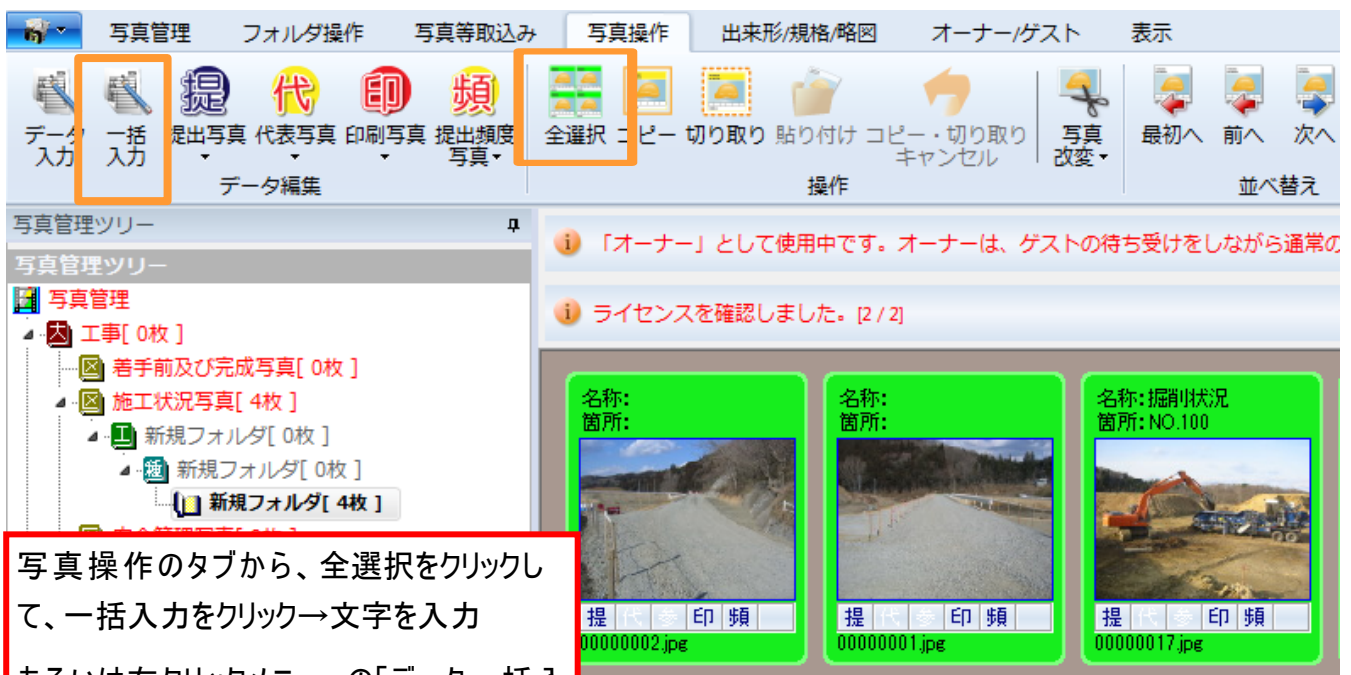 写真管理 フォルダ操作 写真等取込み 写真操作 出来形/規格/略図 オーナー/ゲスト 表示
データ入力 一括入力 提出写真 代表写真 印刷写真 提出頻度写真 全選択 コピー 切り取り 貼り付け コピー・切り取りキャンセル 写真改変 最初へ 前へ 次へ
データ編集 操作 並べ替え
写真管理ツリー
「オーナー」として使用中です。オーナーは、ゲストの待ち受けをしながら通常の
写真管理ツリー
写真管理
ライセンスを確認しました。[2 / 2]
大 工事[ 0枚 ]
着手前及び完成写真[ 0枚 ]
施工状況写真[ 4枚 ]
工 新規フォルダ[ 0枚 ]
種 新規フォルダ[ 0枚 ]
新規フォルダ[ 4枚 ]
写真操作のタブから、全選択をクリックし
て、一括入力をクリック→文字を入力
名称:
箇所:
提 代 参 印 頻
00000002.jpg
名称:
箇所:
提 代 参 印 頻
00000001.jpg
名称:掘削状況
箇所:NO.100
提 代 参 印 頻
00000017.jpg